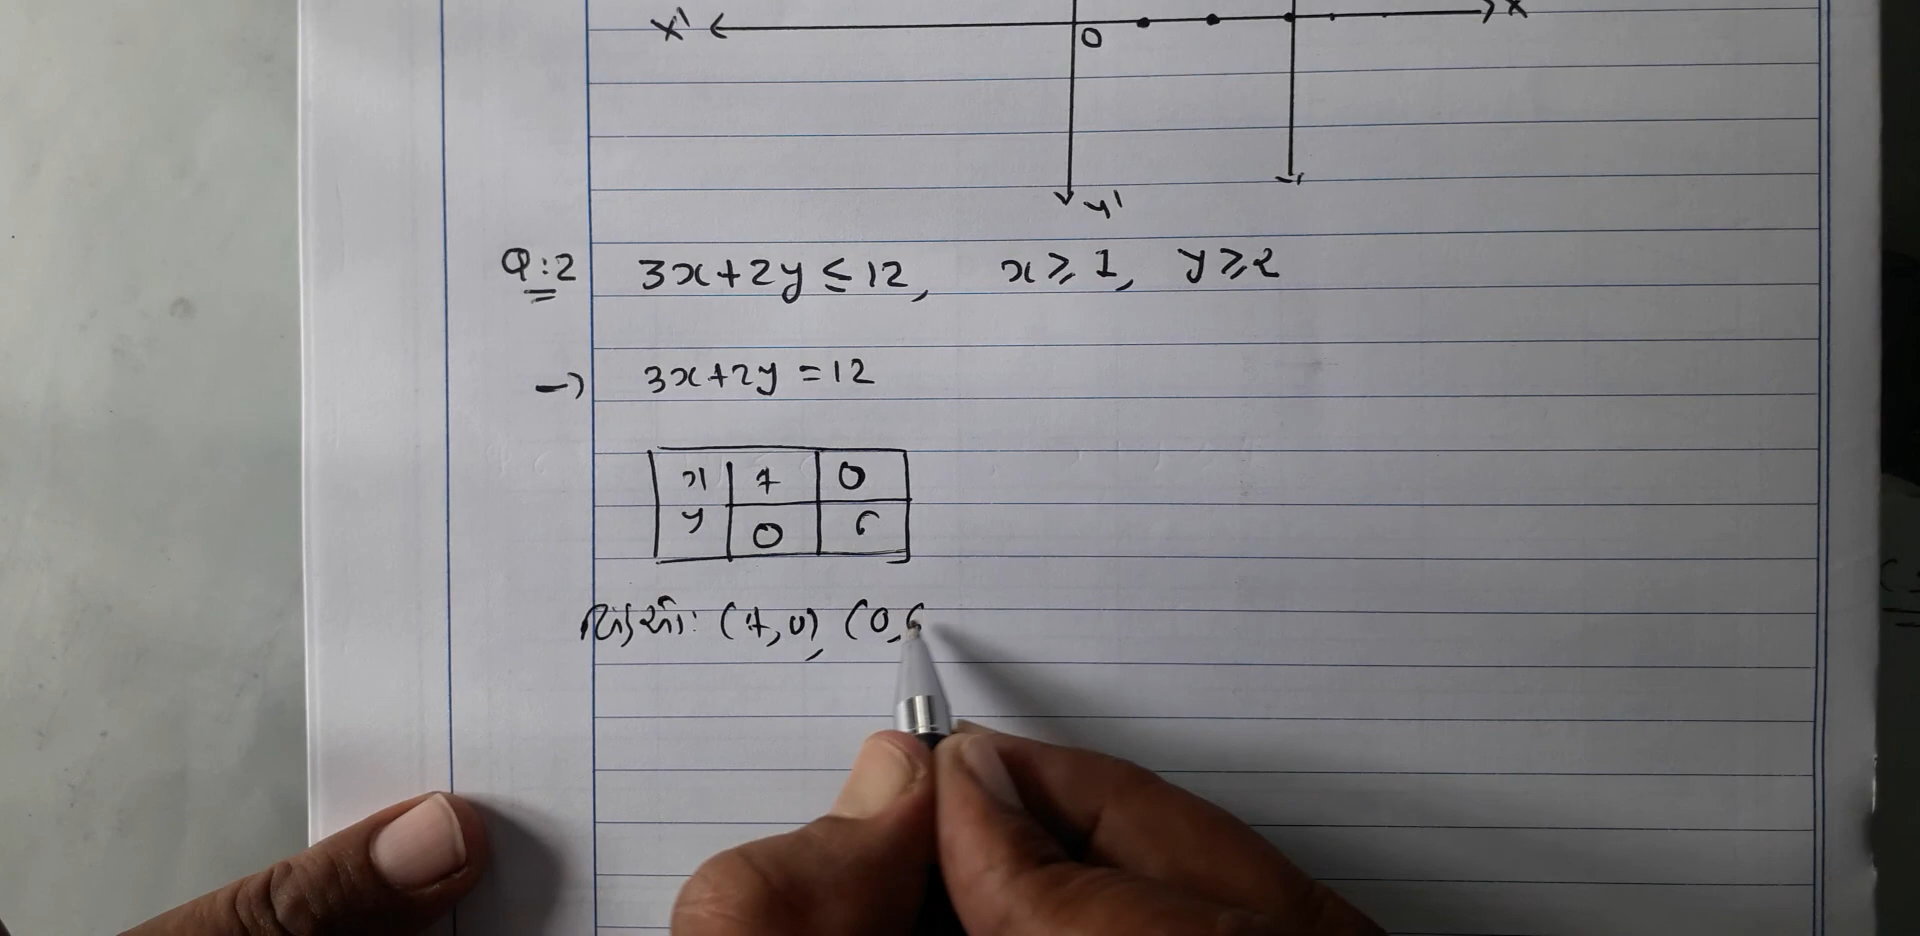 X' O X
y'
Q:2 3x+2y ≤ 12, x ≥ 1, y ≥ 2
→ 3x+2y = 12
x 4 0
y 0 6
(4,0), (0,6